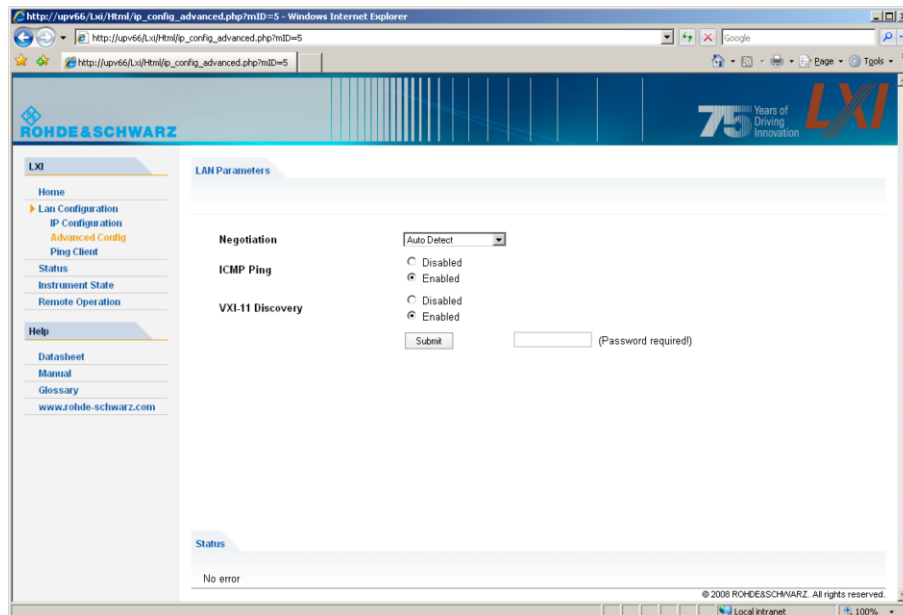 http://upv66/Lxi/Html/ip_config_advanced.php?mID=5 - Windows Internet Explorer
http://upv66/Lxi/Html/ip_config_advanced.php?mID=5
Google
http://upv66/Lxi/Html/ip_config_advanced.php?mID=5
Page
Tools
ROHDE&SCHWARZ
75 Years of
Driving
Innovation
LXI
LXI
Home
Lan Configuration
IP Configuration
Advanced Config
Ping Client
Status
Instrument State
Remote Operation
Help
Datasheet
Manual
Glossary
www.rohde-schwarz.com
LAN Parameters
Negotiation
Auto Detect
ICMP Ping
Disabled
Enabled
VXI-11 Discovery
Disabled
Enabled
Submit
(Password required!)
Status
No error
© 2008 ROHDE&SCHWARZ. All rights reserved.
Local intranet
100%